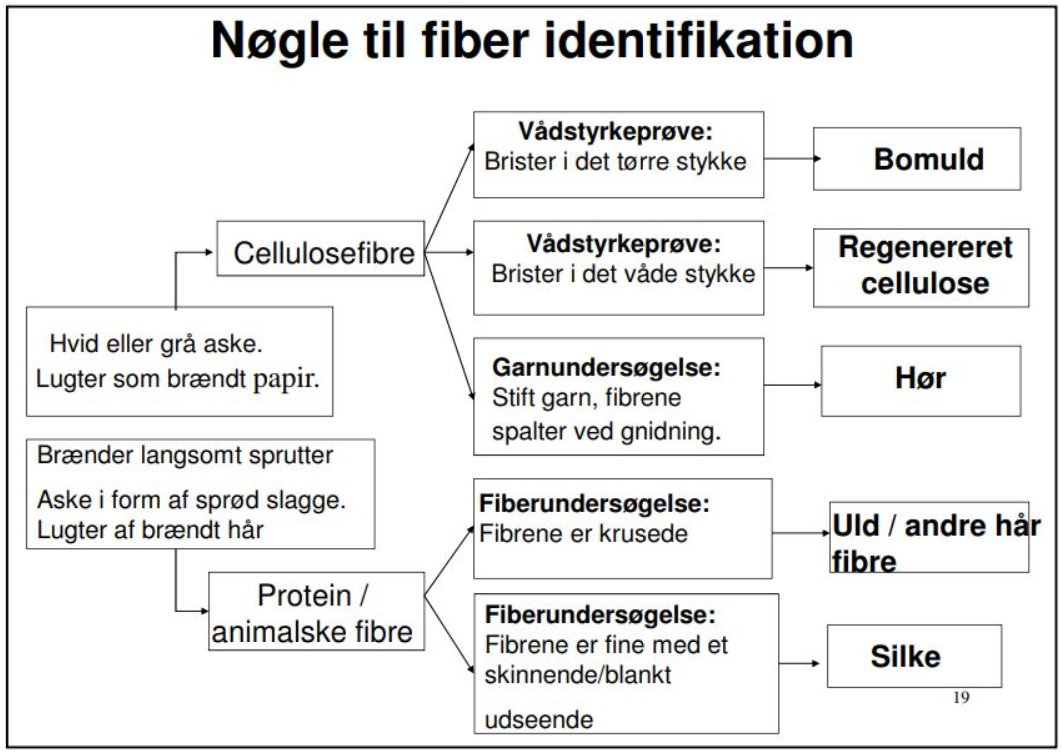 Nøgle til fiber identifikation
Vådstyrkeprøve:
Brister i det tørre stykke
Bomuld
Cellulosefibre
Vådstyrkeprøve:
Brister i det våde stykke
Regenereret
cellulose
Hvid eller grå aske.
Lugter som brændt papir.
Garnundersøgelse:
Stift garn, fibrene
spalter ved gnidning.
Hør
Brænder langsomt sprutter
Aske i form af sprød slagge.
Lugter af brændt hår
Fiberundersøgelse:
Fibrene er krusede
Uld / andre hår
fibre
Protein /
animalske fibre
Fiberundersøgelse:
Fibrene er fine med et
skinnende/blankt
udseende
Silke
19